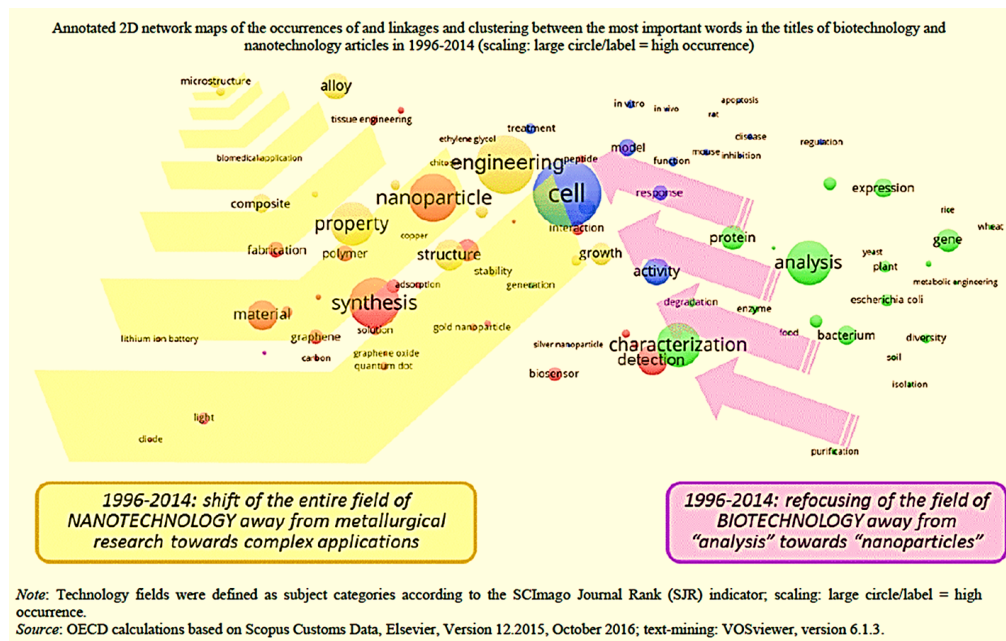 Annotated 2D network maps of the occurrences of and linkages and clustering between the most important words in the titles of biotechnology and
nanotechnology articles in 1996-2014 (scaling: large circle/label = high occurrence)
microstructure
alloy
tissue engineering
in vitro
in vivo
apoptosis
rat
ethylene glycol
treatment
model
disease
regulation
biomedical application
engineering
peptide
function
mouse
inhibition
composite
nanoparticle
cell
response
expression
property
copper
interaction
rice
wheat
fabrication
polymer
structure
growth
protein
gene
stability
activity
analysis
yeast
plant
adsorption
generation
metabolic engineering
synthesis
degradation
enzyme
escherichia coli
material
solution
gold nanoparticle
food
bacterium
diversity
lithium ion battery
graphene
silver nanoparticle
characterization
carbon
graphene oxide
detection
soil
quantum dot
biosensor
isolation
light
diode
purification
1996-2014: shift of the entire field of
NANOTECHNOLOGY away from metallurgical
research towards complex applications
1996-2014: refocusing of the field of
BIOTECHNOLOGY away from
"analysis" towards "nanoparticles"
Note: Technology fields were defined as subject categories according to the SCImago Journal Rank (SJR) indicator; scaling: large circle/label = high
occurrence.
Source: OECD calculations based on Scopus Customs Data, Elsevier, Version 12.2015, October 2016; text-mining: VOSviewer, version 6.1.3.